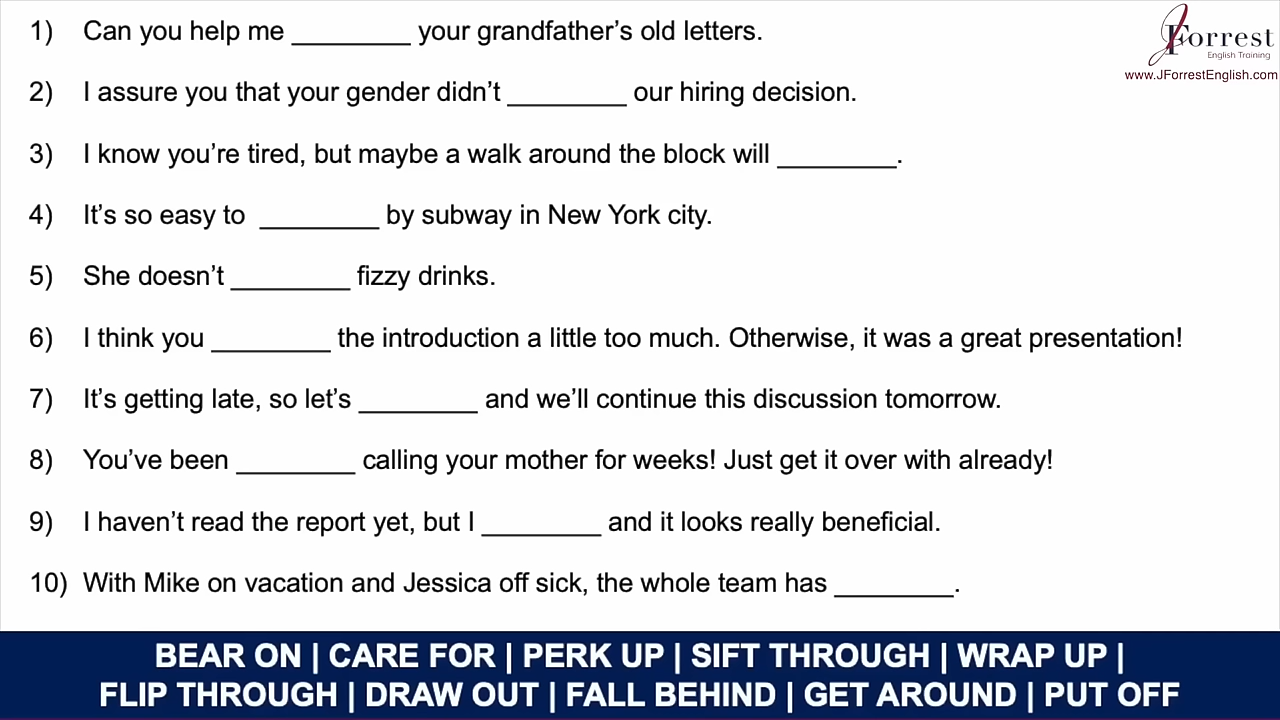 1) Can you help me ________ your grandfather’s old letters.
JForrest
English Training
www.JForrestEnglish.com
2) I assure you that your gender didn’t ________ our hiring decision.
3) I know you’re tired, but maybe a walk around the block will ________.
4) It’s so easy to ________ by subway in New York city.
5) She doesn’t ________ fizzy drinks.
6) I think you ________ the introduction a little too much. Otherwise, it was a great presentation!
7) It’s getting late, so let’s ________ and we’ll continue this discussion tomorrow.
8) You’ve been ________ calling your mother for weeks! Just get it over with already!
9) I haven’t read the report yet, but I ________ and it looks really beneficial.
10) With Mike on vacation and Jessica off sick, the whole team has ________.
BEAR ON | CARE FOR | PERK UP | SIFT THROUGH | WRAP UP |
FLIP THROUGH | DRAW OUT | FALL BEHIND | GET AROUND | PUT OFF